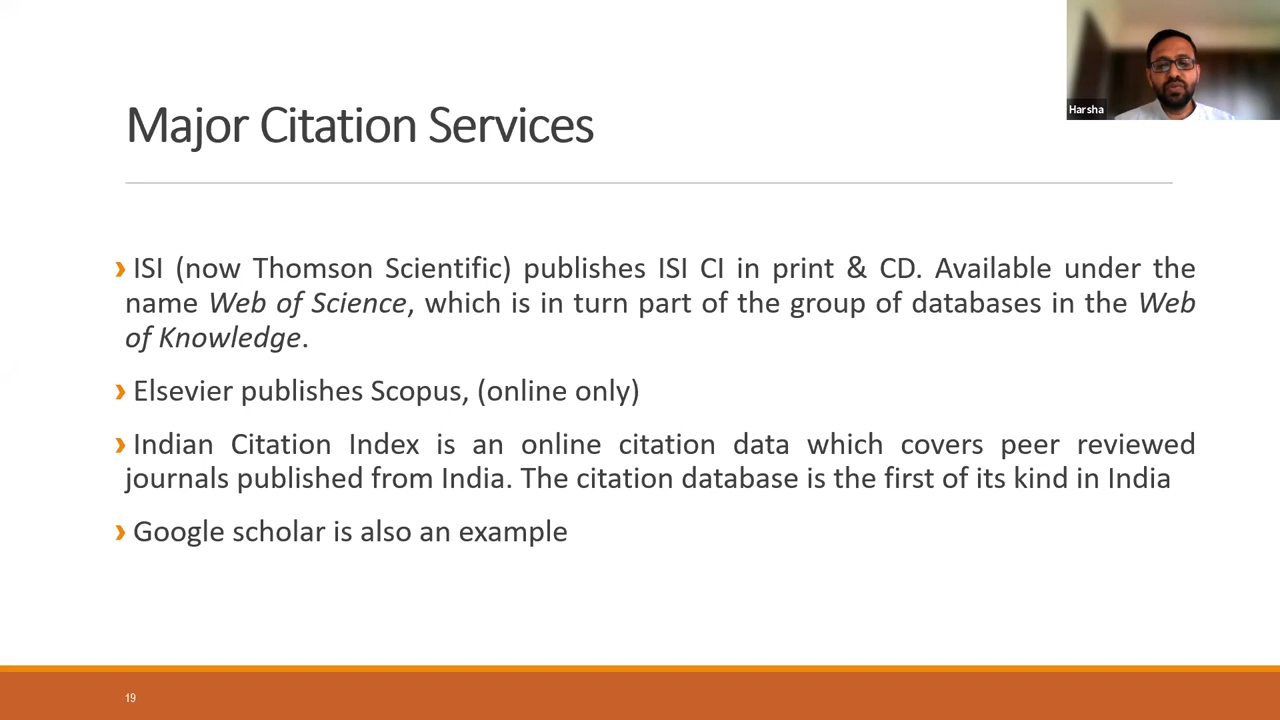 Harsha
Major Citation Services
› ISI (now Thomson Scientific) publishes ISI CI in print & CD. Available under the
name Web of Science, which is in turn part of the group of databases in the Web
of Knowledge.
› Elsevier publishes Scopus, (online only)
› Indian Citation Index is an online citation data which covers peer reviewed
journals published from India. The citation database is the first of its kind in India
› Google scholar is also an example
19